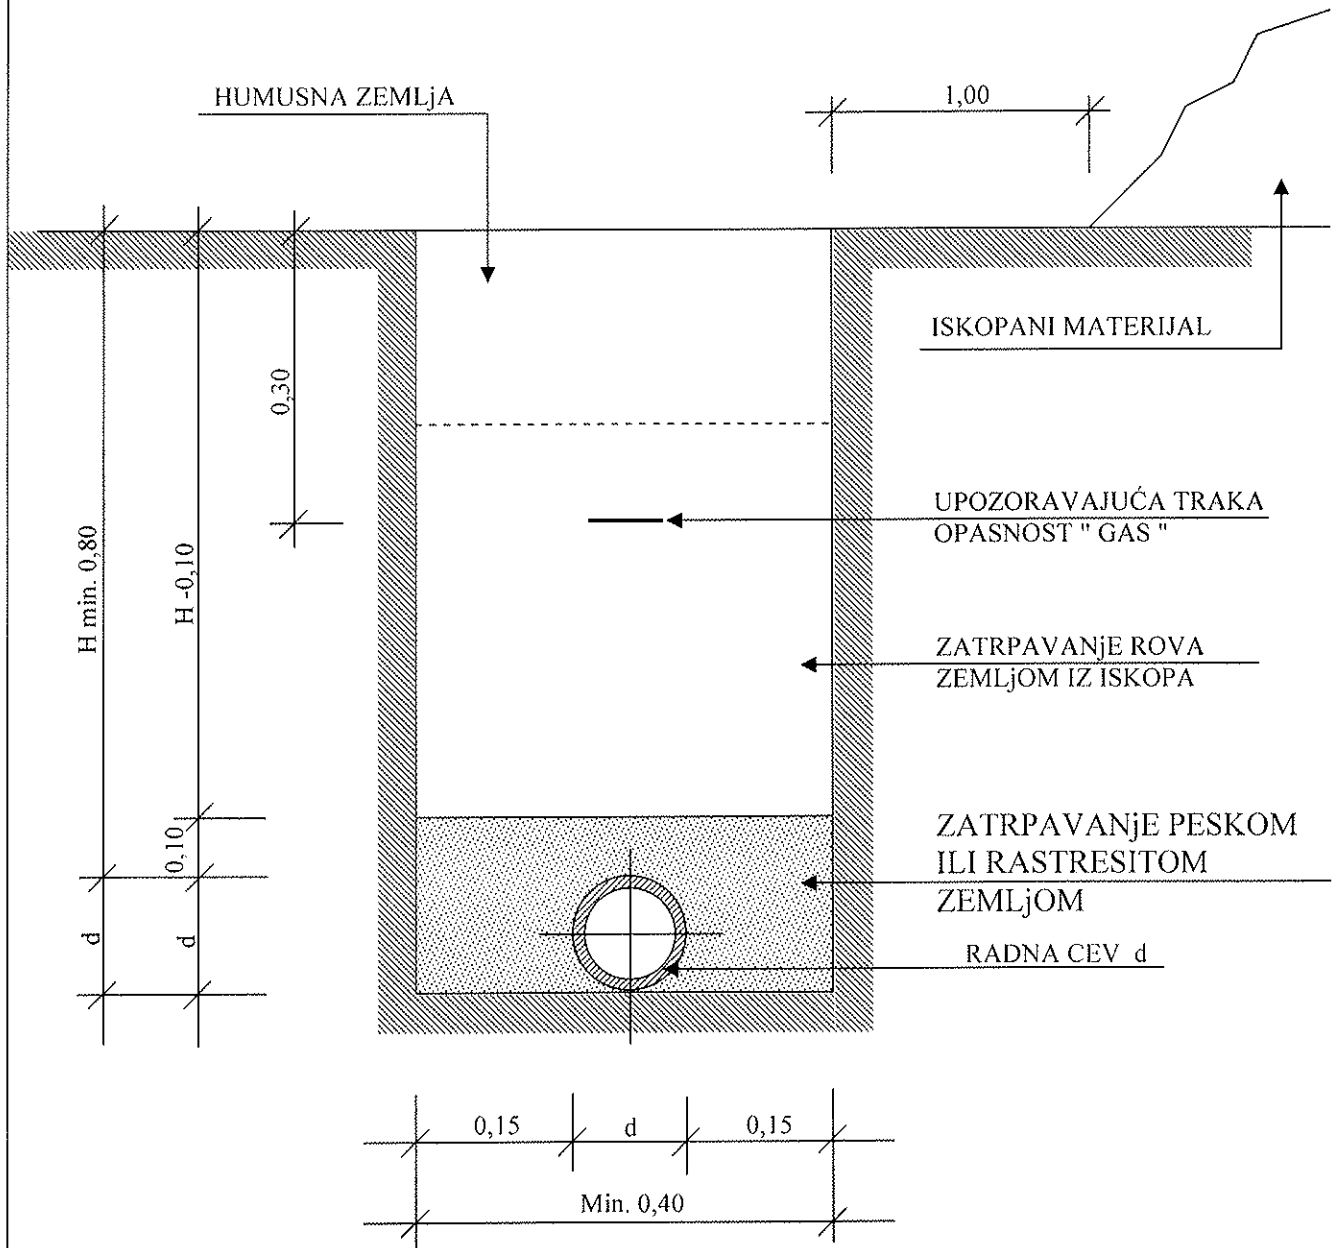 HUMUSNA ZEMLjA
1,00
ISKOPANI MATERIJAL
0,30
UPOZORAVAJUĆA TRAKA
OPASNOST " GAS "
H min. 0,80
H -0,10
ZATRPAVANjE ROVA
ZEMLjOM IZ ISKOPA
0,10
ZATRPAVANjE PESKOM
ILI RASTRESITOM
ZEMLjOM
d
d
RADNA CEV d
0,15
d
0,15
Min. 0,40